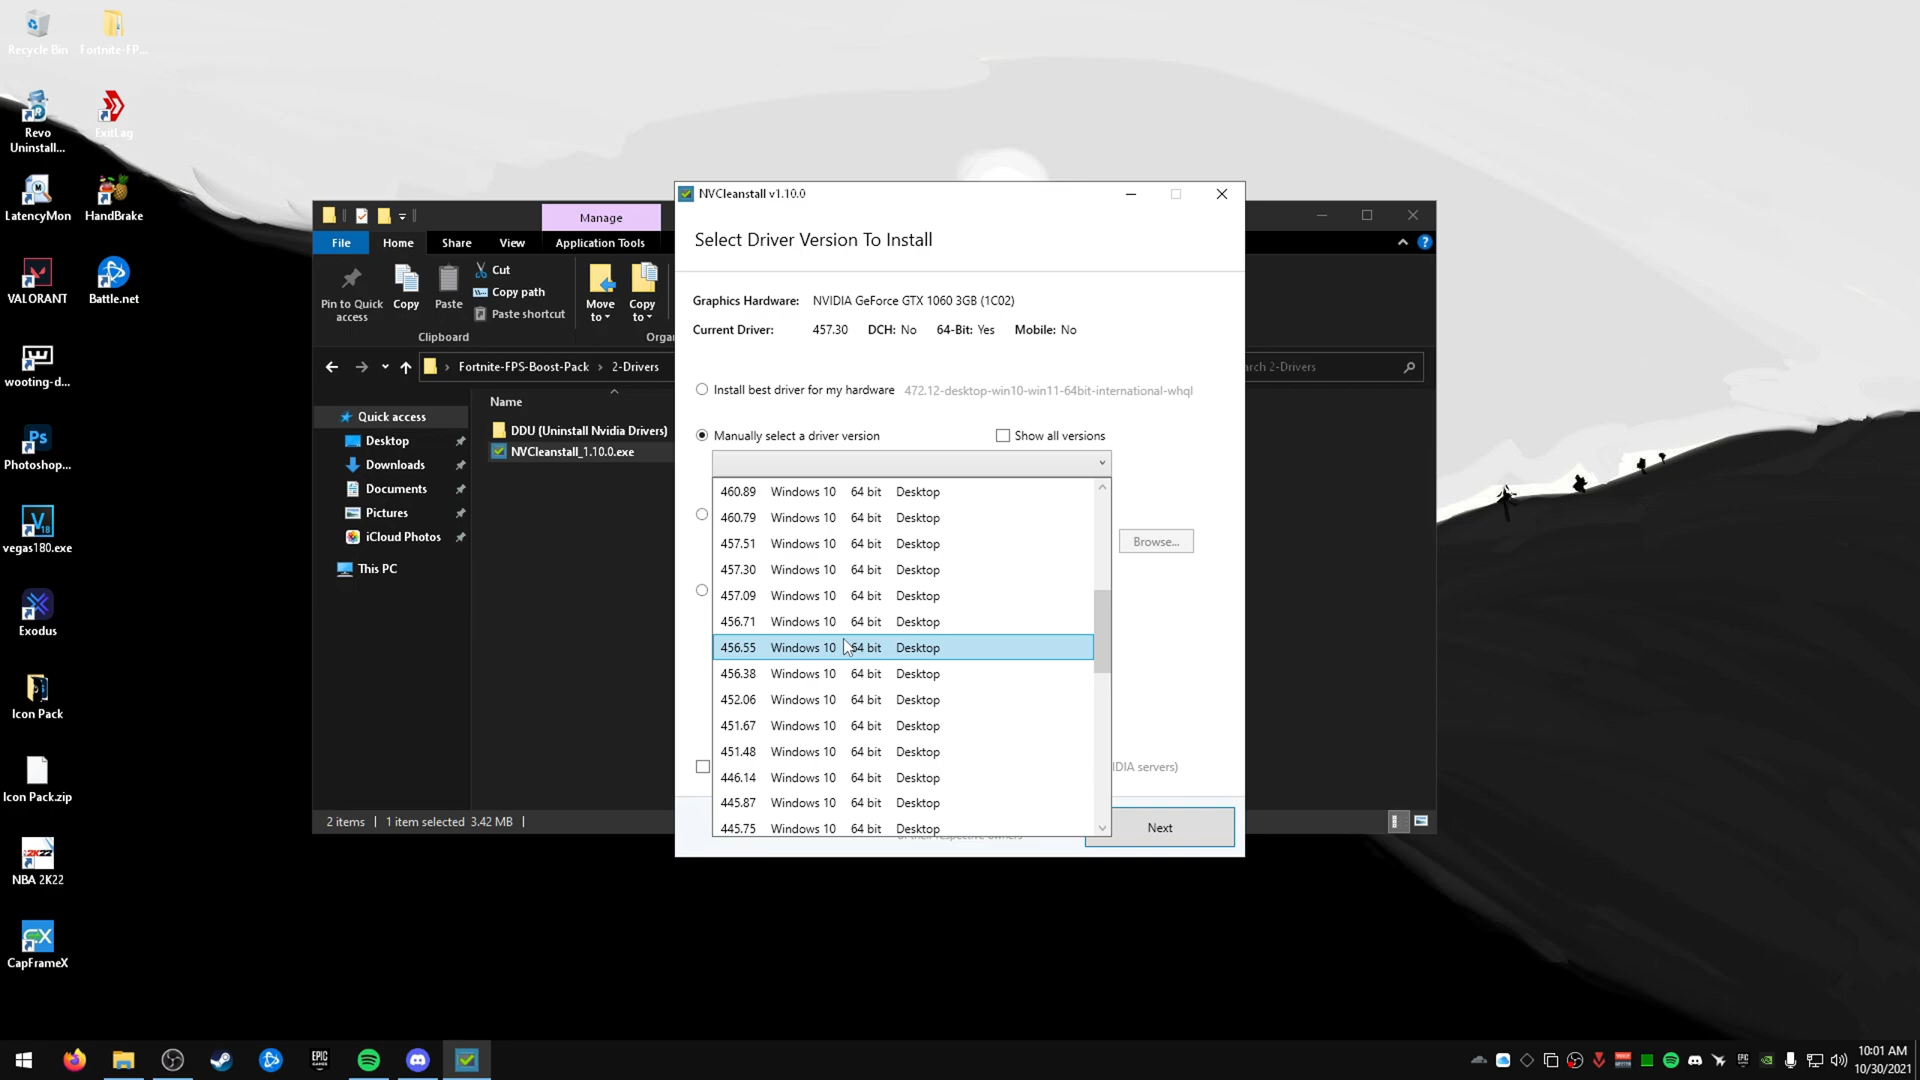 Recycle Bin
Fortnite-FP...
Revo
Uninstall...
ExitLag
LatencyMon
HandBrake
VALORANT
Battle.net
wooting-d...
Photoshop...
vegas180.exe
Exodus
Icon Pack
Icon Pack.zip
NBA 2K22
CapFrameX
Manage
File
Home
Share
View
Application Tools
Pin to Quick
access
Copy
Paste
Cut
Copy path
Paste shortcut
Move
to
Copy
to
Clipboard
Fortnite-FPS-Boost-Pack
2-Drivers
arch 2-Drivers
Name
Quick access
Desktop
Downloads
Documents
Pictures
iCloud Photos
This PC
DDU (Uninstall Nvidia Drivers)
NVCleanstall_1.10.0.exe
2 items
1 item selected 3.42 MB
NVCleanstall v1.10.0
Select Driver Version To Install
Graphics Hardware: NVIDIA GeForce GTX 1060 3GB (1C02)
Current Driver: 457.30 DCH: No 64-Bit: Yes Mobile: No
Install best driver for my hardware 472.12-desktop-win10-win11-64bit-international-whql
Manually select a driver version
Show all versions
460.89 Windows 10 64 bit Desktop
460.79 Windows 10 64 bit Desktop
457.51 Windows 10 64 bit Desktop
457.30 Windows 10 64 bit Desktop
457.09 Windows 10 64 bit Desktop
456.71 Windows 10 64 bit Desktop
456.55 Windows 10 64 bit Desktop
456.38 Windows 10 64 bit Desktop
452.06 Windows 10 64 bit Desktop
451.67 Windows 10 64 bit Desktop
451.48 Windows 10 64 bit Desktop
446.14 Windows 10 64 bit Desktop
445.87 Windows 10 64 bit Desktop
445.75 Windows 10 64 bit Desktop
Browse...
IDIA servers)
Next
10:01 AM
10/30/2021